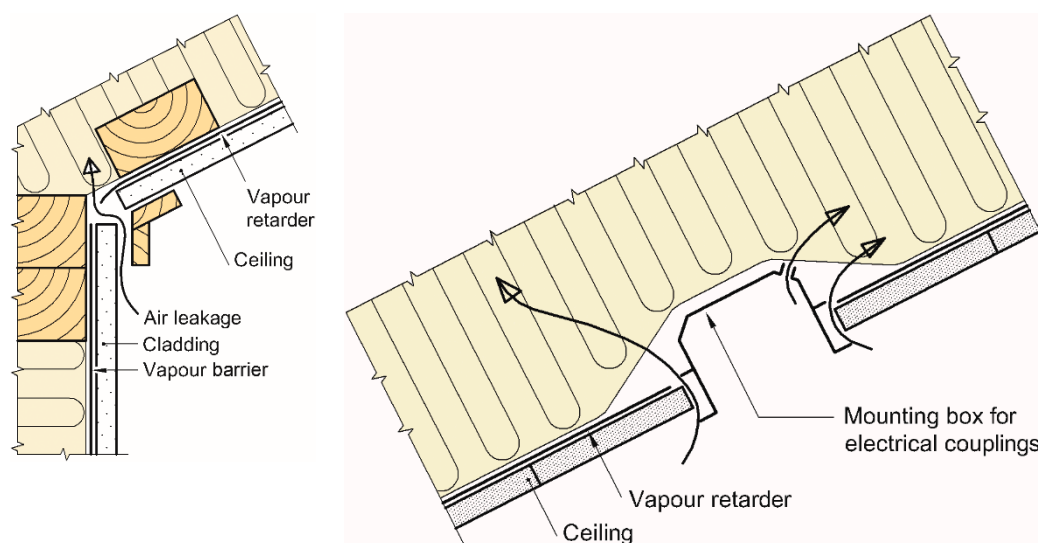 Vapour
retarder
Ceiling
Air leakage
Cladding
Vapour barrier
Mounting box for
electrical couplings
Vapour retarder
Ceiling